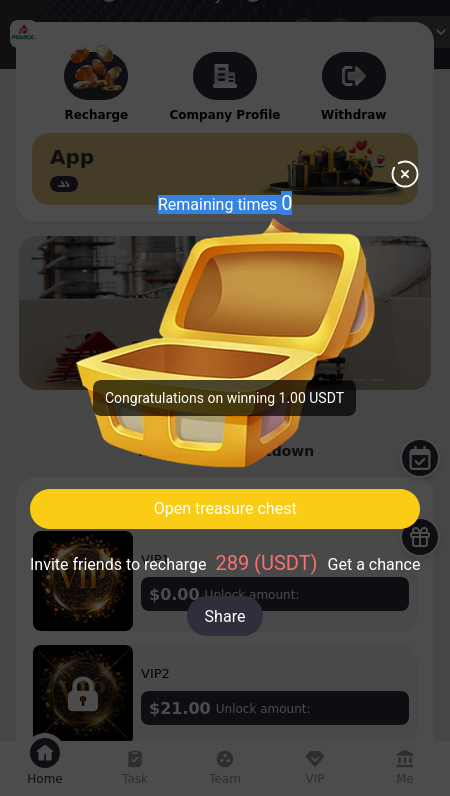 PEMEX.
Recharge
Company Profile
Withdraw
App
Remaining times 0
Congratulations on winning 1.00 USDT
Open treasure chest
VIP1
Invite friends to recharge 289 (USDT) Get a chance
$0.00 Unlock amount:
Share
VIP2
$21.00 Unlock amount:
Home
Task
Team
VIP
Me